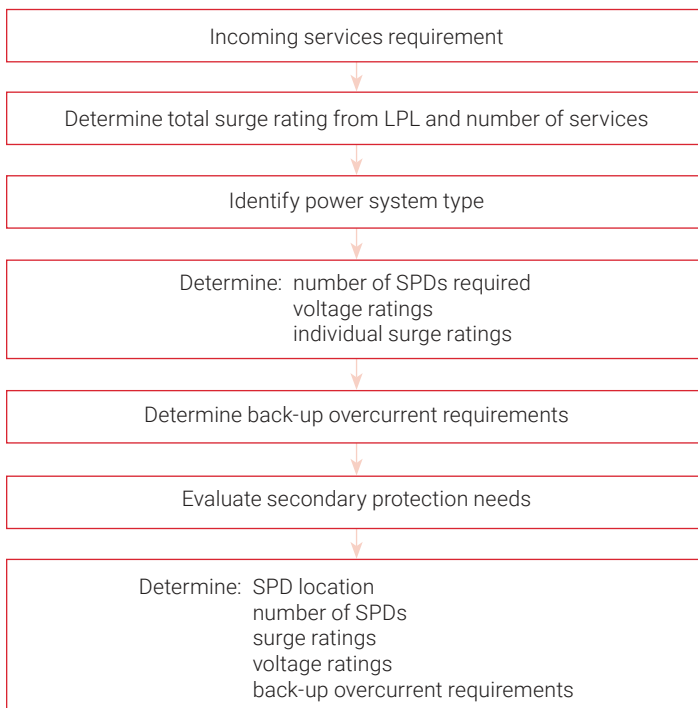 Incoming services requirement
Determine total surge rating from LPL and number of services
Identify power system type
Determine: number of SPDs required
voltage ratings
individual surge ratings
Determine back-up overcurrent requirements
Evaluate secondary protection needs
Determine: SPD location
number of SPDs
surge ratings
voltage ratings
back-up overcurrent requirements